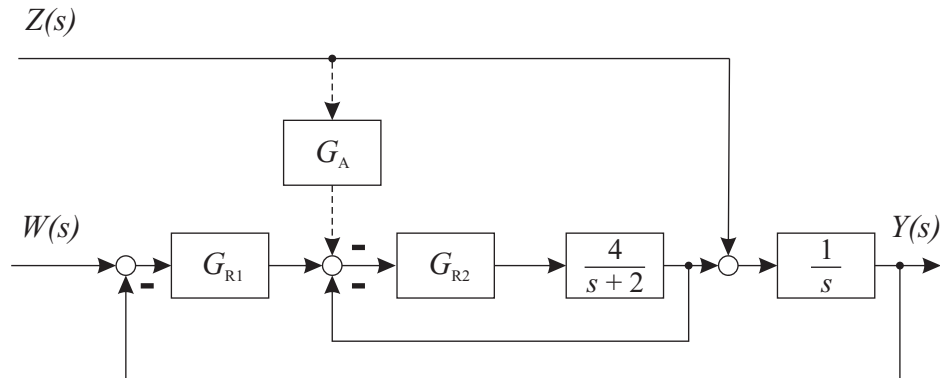 Z(s)
G_A
W(s)
Y(s)
-
G_R1
G_R2
4
s + 2
1
s
-
-